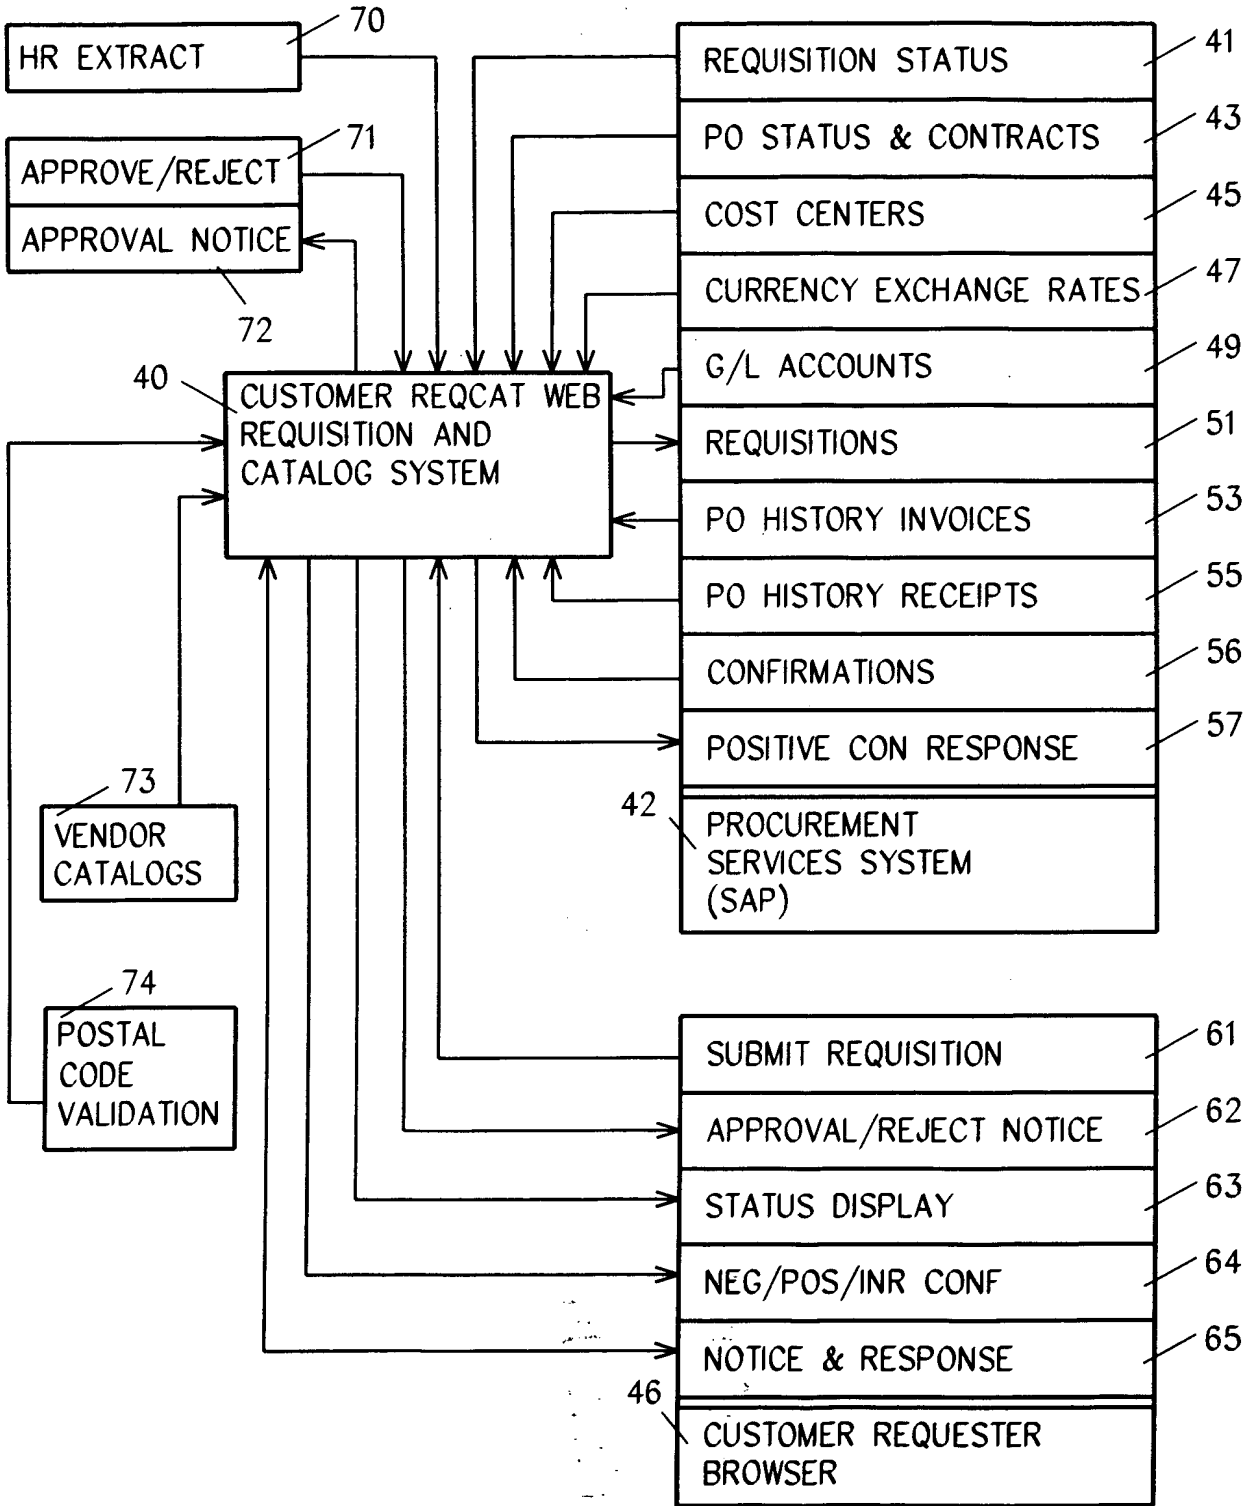 70
HR EXTRACT
71
APPROVE/REJECT
APPROVAL NOTICE
72
40
CUSTOMER REQCAT WEB
REQUISITION AND
CATALOG SYSTEM
73
VENDOR
CATALOGS
74
POSTAL
CODE
VALIDATION
REQUISITION STATUS
41
PO STATUS & CONTRACTS
43
COST CENTERS
45
CURRENCY EXCHANGE RATES
47
G/L ACCOUNTS
49
REQUISITIONS
51
PO HISTORY INVOICES
53
PO HISTORY RECEIPTS
55
CONFIRMATIONS
56
POSITIVE CON RESPONSE
57
42
PROCUREMENT
SERVICES SYSTEM
(SAP)
SUBMIT REQUISITION
61
APPROVAL/REJECT NOTICE
62
STATUS DISPLAY
63
NEG/POS/INR CONF
64
NOTICE & RESPONSE
65
46
CUSTOMER REQUESTER
BROWSER